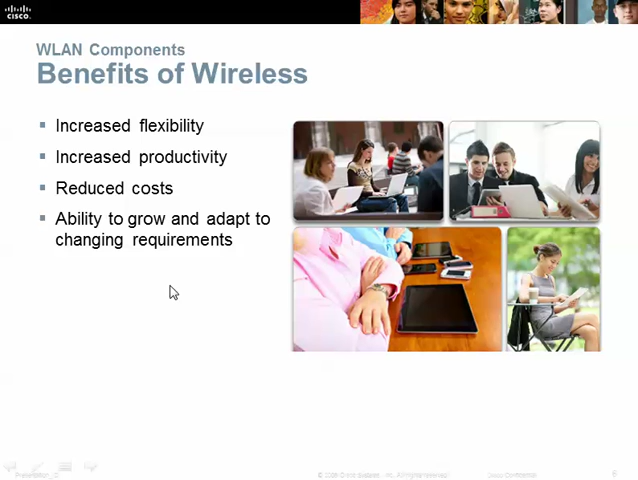 CISCO
WLAN Components
Benefits of Wireless
Increased flexibility
Increased productivity
Reduced costs
Ability to grow and adapt to
changing requirements